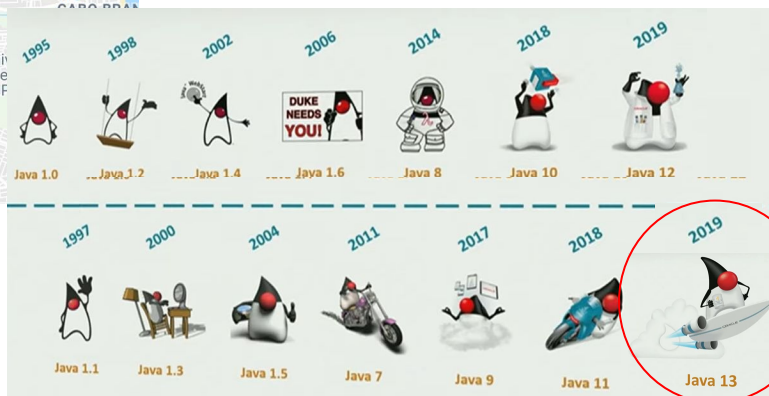 CABO BRAN
1995
1998
2002
2006
2014
2018
2019
DUKE
NEEDS
YOU!
Java 1.0
Java 1.2
Java 1.4
Java 1.6
Java 8
Java 10
Java 12
1997
2000
2004
2011
2017
2018
2019
Java 1.1
Java 1.3
Java 1.5
Java 7
Java 9
Java 11
Java 13